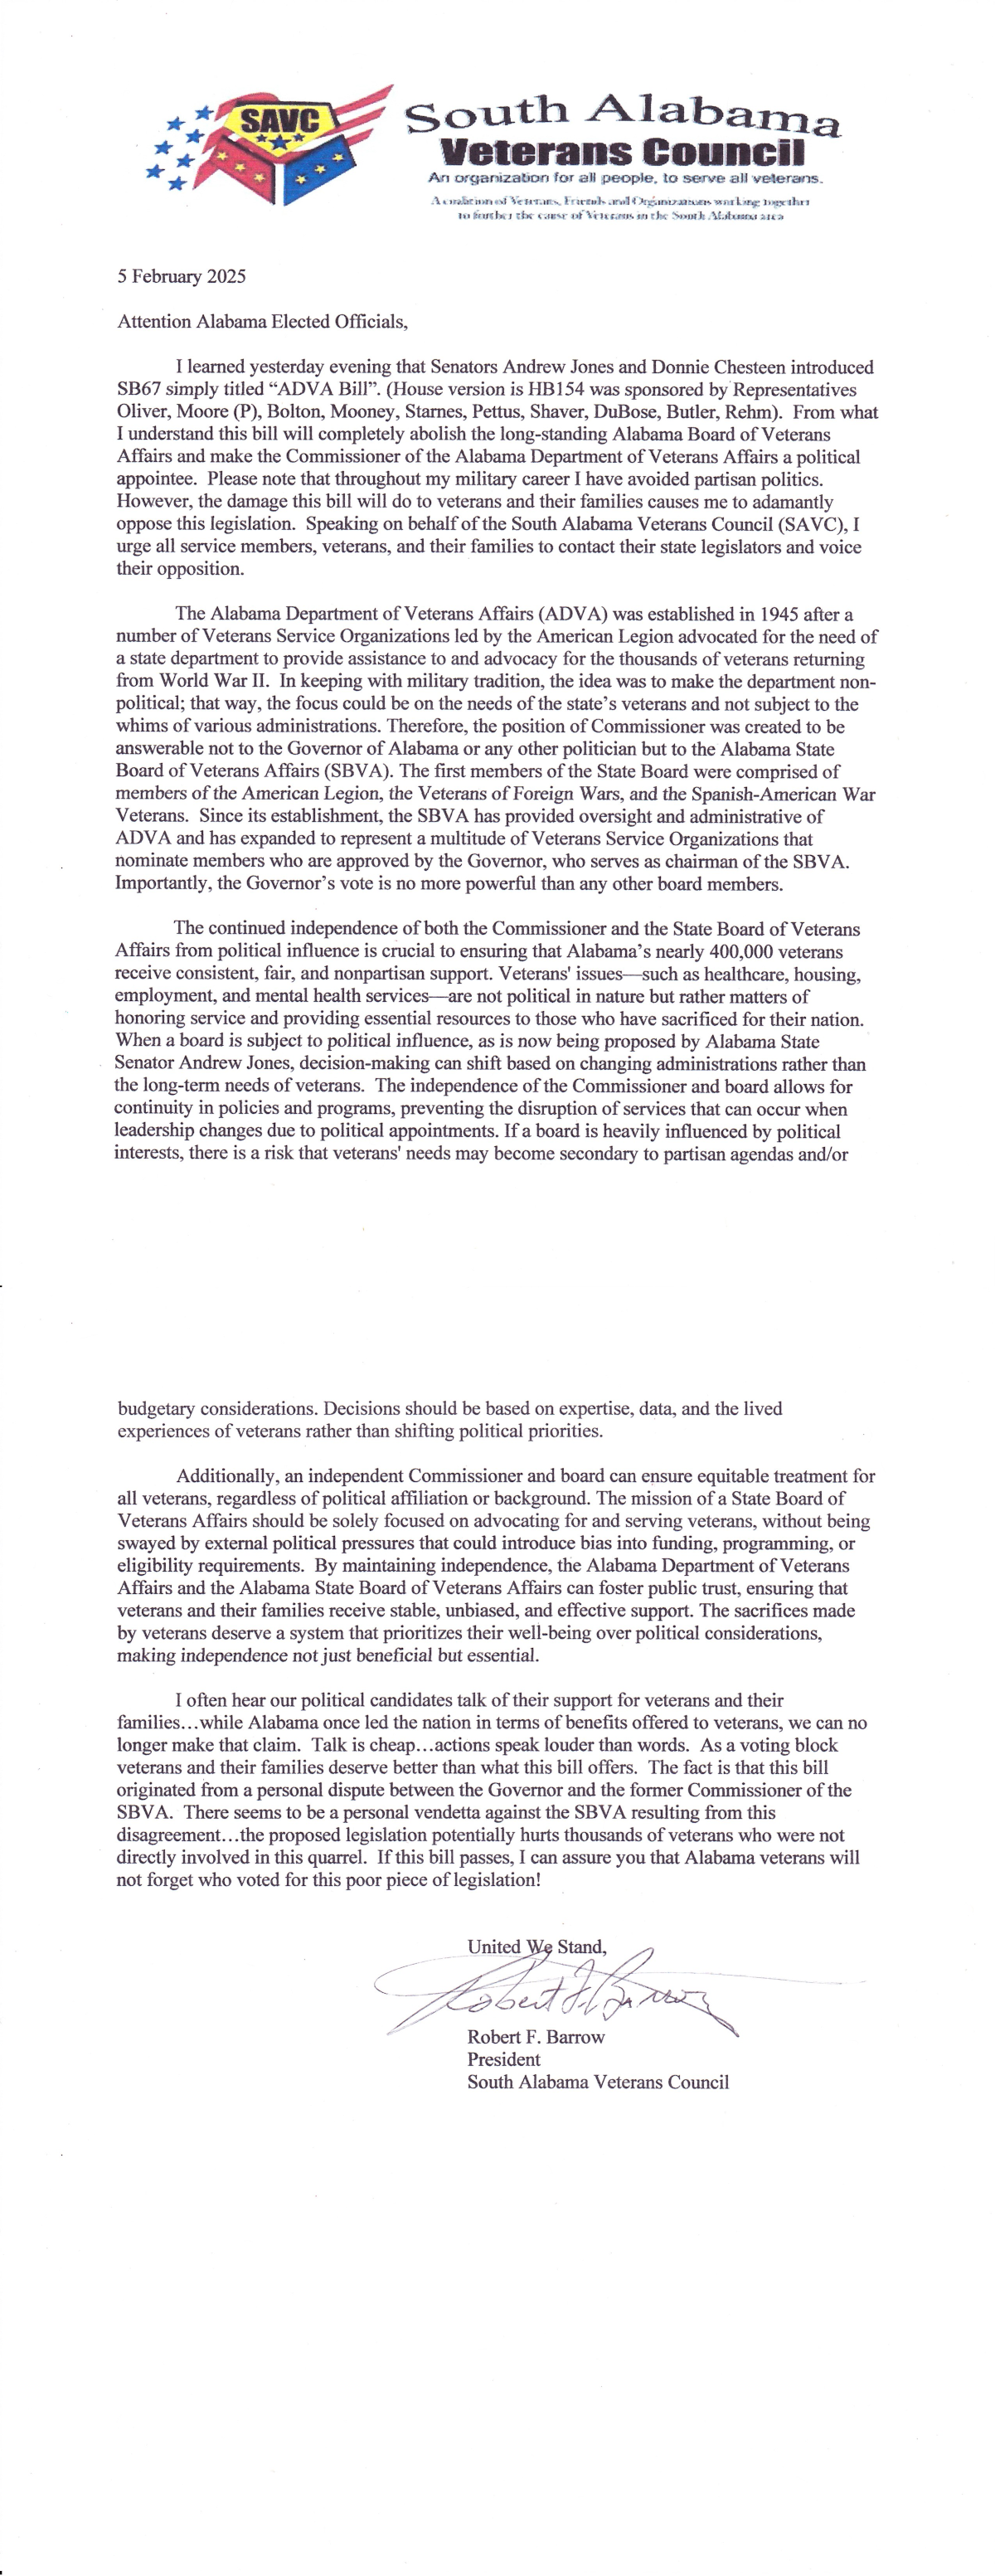 SAVC
South Alabama
Veterans Council
An organization for all people, to serve all veterans.
A coalition of Veterans, Friends and Organizations working together
to further the cause of Veterans in the South Alabama area
5 February 2025
Attention Alabama Elected Officials,
I learned yesterday evening that Senators Andrew Jones and Donnie Chesteen introduced
SB67 simply titled “ADVA Bill”. (House version is HB154 was sponsored by Representatives
Oliver, Moore (P), Bolton, Mooney, Starnes, Pettus, Shaver, DuBose, Butler, Rehm). From what
I understand this bill will completely abolish the long-standing Alabama Board of Veterans
Affairs and make the Commissioner of the Alabama Department of Veterans Affairs a political
appointee. Please note that throughout my military career I have avoided partisan politics.
However, the damage this bill will do to veterans and their families causes me to adamantly
oppose this legislation. Speaking on behalf of the South Alabama Veterans Council (SAVC), I
urge all service members, veterans, and their families to contact their state legislators and voice
their opposition.
The Alabama Department of Veterans Affairs (ADVA) was established in 1945 after a
number of Veterans Service Organizations led by the American Legion advocated for the need of
a state department to provide assistance to and advocacy for the thousands of veterans returning
from World War II. In keeping with military tradition, the idea was to make the department non-
political; that way, the focus could be on the needs of the state’s veterans and not subject to the
whims of various administrations. Therefore, the position of Commissioner was created to be
answerable not to the Governor of Alabama or any other politician but to the Alabama State
Board of Veterans Affairs (SBVA). The first members of the State Board were comprised of
members of the American Legion, the Veterans of Foreign Wars, and the Spanish-American War
Veterans. Since its establishment, the SBVA has provided oversight and administrative of
ADVA and has expanded to represent a multitude of Veterans Service Organizations that
nominate members who are approved by the Governor, who serves as chairman of the SBVA.
Importantly, the Governor’s vote is no more powerful than any other board members.
The continued independence of both the Commissioner and the State Board of Veterans
Affairs from political influence is crucial to ensuring that Alabama’s nearly 400,000 veterans
receive consistent, fair, and nonpartisan support. Veterans' issues—such as healthcare, housing,
employment, and mental health services—are not political in nature but rather matters of
honoring service and providing essential resources to those who have sacrificed for their nation.
When a board is subject to political influence, as is now being proposed by Alabama State
Senator Andrew Jones, decision-making can shift based on changing administrations rather than
the long-term needs of veterans. The independence of the Commissioner and board allows for
continuity in policies and programs, preventing the disruption of services that can occur when
leadership changes due to political appointments. If a board is heavily influenced by political
interests, there is a risk that veterans' needs may become secondary to partisan agendas and/or
budgetary considerations. Decisions should be based on expertise, data, and the lived
experiences of veterans rather than shifting political priorities.
Additionally, an independent Commissioner and board can ensure equitable treatment for
all veterans, regardless of political affiliation or background. The mission of a State Board of
Veterans Affairs should be solely focused on advocating for and serving veterans, without being
swayed by external political pressures that could introduce bias into funding, programming, or
eligibility requirements. By maintaining independence, the Alabama Department of Veterans
Affairs and the Alabama State Board of Veterans Affairs can foster public trust, ensuring that
veterans and their families receive stable, unbiased, and effective support. The sacrifices made
by veterans deserve a system that prioritizes their well-being over political considerations,
making independence not just beneficial but essential.
I often hear our political candidates talk of their support for veterans and their
families…while Alabama once led the nation in terms of benefits offered to veterans, we can no
longer make that claim. Talk is cheap…actions speak louder than words. As a voting block
veterans and their families deserve better than what this bill offers. The fact is that this bill
originated from a personal dispute between the Governor and the former Commissioner of the
SBVA. There seems to be a personal vendetta against the SBVA resulting from this
disagreement…the proposed legislation potentially hurts thousands of veterans who were not
directly involved in this quarrel. If this bill passes, I can assure you that Alabama veterans will
not forget who voted for this poor piece of legislation!
United We Stand,
Robert F. Barrow
Robert F. Barrow
President
South Alabama Veterans Council